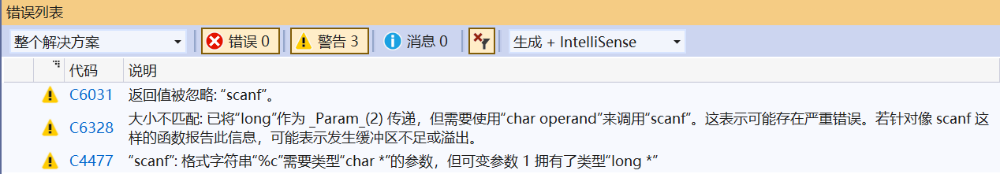 错误列表
整个解决方案 错误 0 警告 3 消息 0 生成 + IntelliSense
代码 说明
C6031 返回值被忽略: “scanf”。
C6328 大小不匹配: 已将“long”作为 _Param_(2) 传递，但需要使用“char operand”来调用“scanf”。这表示可能存在严重错误。若针对像 scanf 这
样的函数报告此信息，可能表示发生缓冲区不足或溢出。
C4477 “scanf”: 格式字符串“%c”需要类型“char *”的参数，但可变参数 1 拥有了类型“long *”